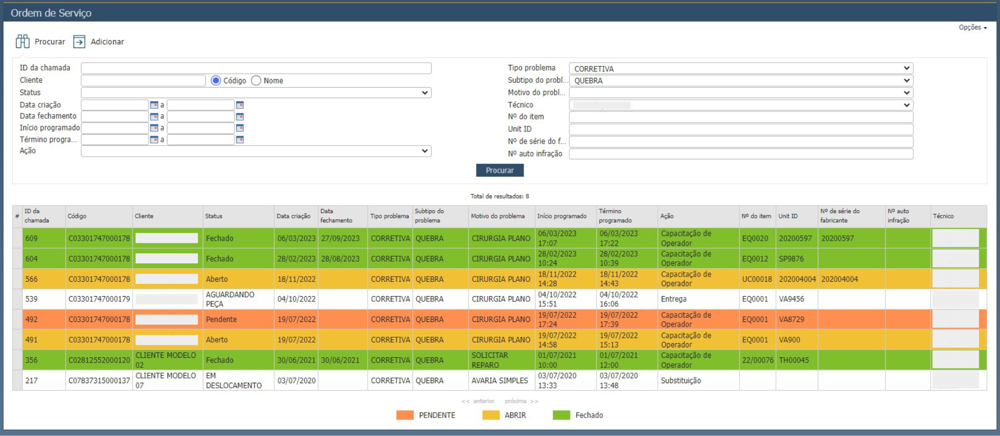 Ordem de Serviço
Opções
Procurar Adicionar
ID da chamada
Cliente Código Nome
Status
Data criação a
Data fechamento a
Início programado a
Término progra... a
Ação
Tipo problema CORRETIVA
Subtipo do probl... QUEBRA
Motivo do probl...
Técnico
Nº do item
Unit ID
Nº de série do f...
Nº auto infração
Procurar
Total de resultados: 8
# ID da chamada Código Cliente Status Data criação Data fechamento Tipo problema Subtipo do problema Motivo do problema Início programado Término programado Ação Nº do item Unit ID Nº de série do fabricante Nº auto infração Técnico
609 C03301747000178 Fechado 06/03/2023 27/09/2023 CORRETIVA QUEBRA CIRURGIA PLANO 06/03/2023 17:07 06/03/2023 17:22 Capacitação de Operador EQ0020 20200597 20200597
604 C03301747000178 Fechado 28/02/2023 28/08/2023 CORRETIVA QUEBRA CIRURGIA PLANO 28/02/2023 10:24 28/02/2023 10:39 Capacitação de Operador EQ0012 SP9876
566 C03301747000178 Aberto 18/11/2022 CORRETIVA QUEBRA CIRURGIA PLANO 18/11/2022 14:28 18/11/2022 14:43 Capacitação de Operador UC00018 202004004 202004004
539 C03301747000179 AGUARDANDO PEÇA 04/10/2022 CORRETIVA QUEBRA CIRURGIA PLANO 04/10/2022 15:51 04/10/2022 16:06 Entrega EQ0001 VA9456
492 C03301747000178 Pendente 19/07/2022 CORRETIVA QUEBRA CIRURGIA PLANO 19/07/2022 17:24 19/07/2022 17:39 Capacitação de Operador EQ0001 VA8729
491 C03301747000178 Aberto 19/07/2022 CORRETIVA QUEBRA CIRURGIA PLANO 19/07/2022 14:58 19/07/2022 15:13 Capacitação de Operador EQ0001 VA900
356 C02812552000120 CLIENTE MODELO 02 Fechado 30/06/2021 30/06/2021 CORRETIVA QUEBRA SOLICITAR REPARO 01/07/2021 10:00 01/07/2021 12:00 Capacitação de Operador 22/00076 TH00045
217 C07837315000137 CLIENTE MODELO 07 EM DESLOCAMENTO 03/07/2020 CORRETIVA QUEBRA AVARIA SIMPLES 03/07/2020 13:33 03/07/2020 13:48 Substituição
<< anterior próxima >>
PENDENTE ABRIR Fechado